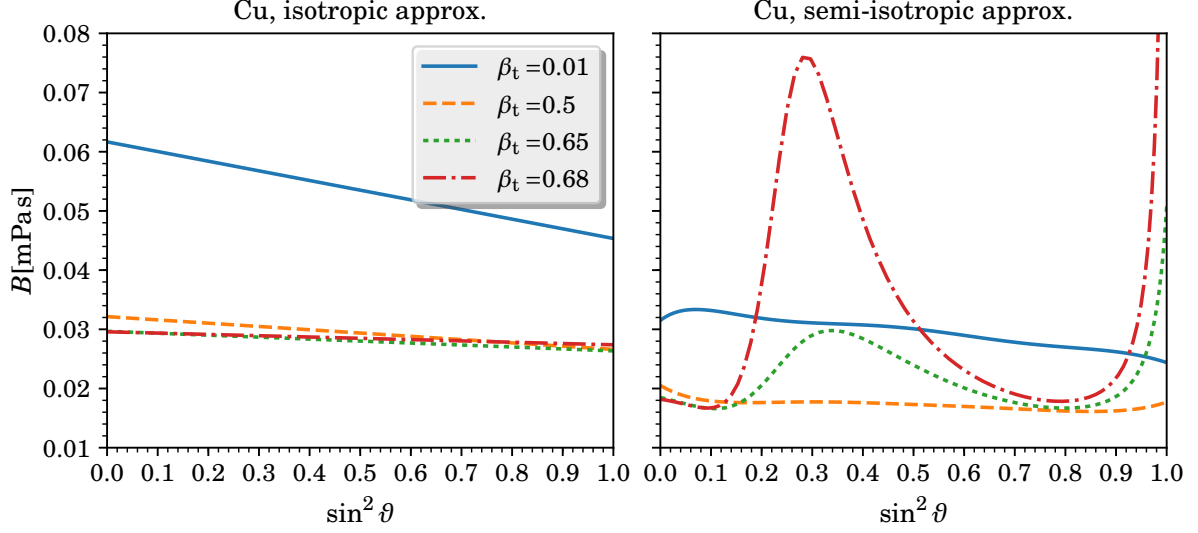 Cu, isotropic approx.
Cu, semi-isotropic approx.
B[mPas]
0.08
0.07
0.06
0.05
0.04
0.03
0.02
0.01
βt =0.01
βt =0.5
βt =0.65
βt =0.68
0.0 0.1 0.2 0.3 0.4 0.5 0.6 0.7 0.8 0.9 1.0
0.0 0.1 0.2 0.3 0.4 0.5 0.6 0.7 0.8 0.9 1.0
sin² ϑ
sin² ϑ